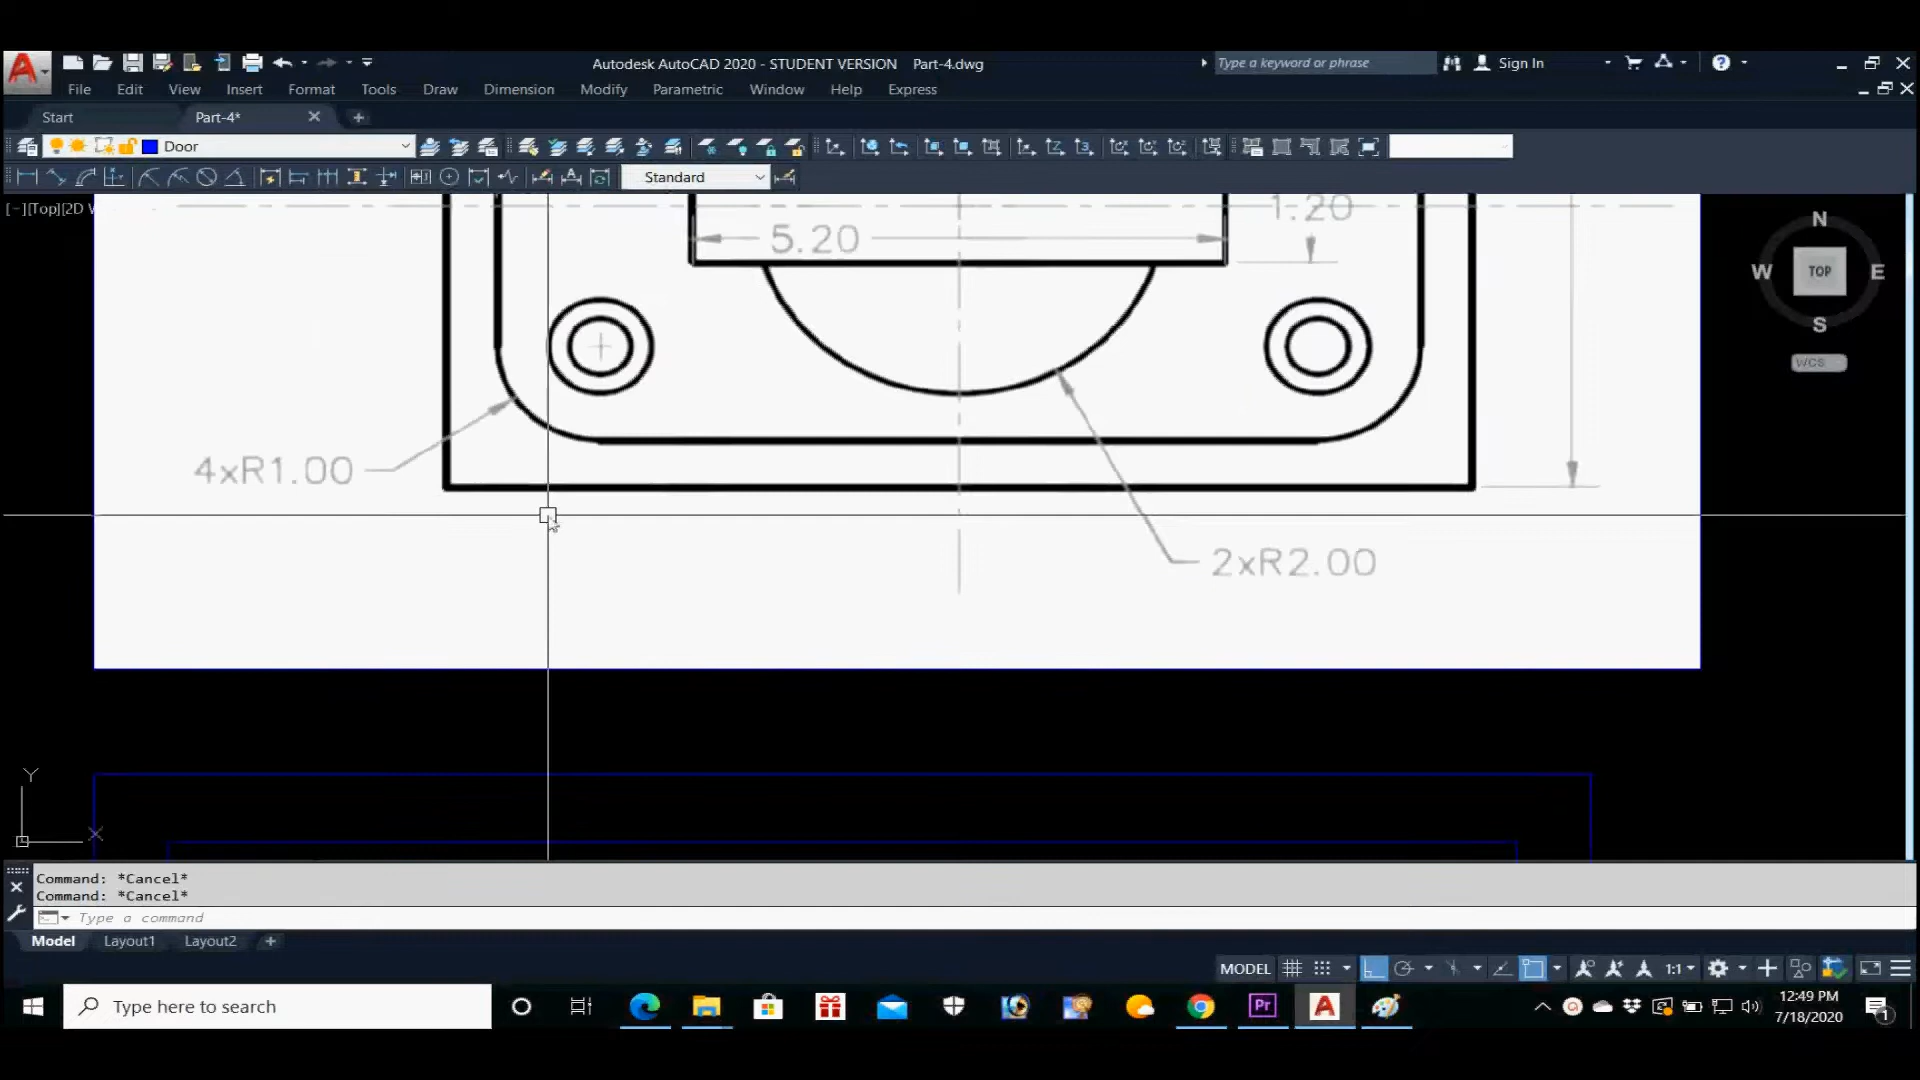 Autodesk AutoCAD 2020 - STUDENT VERSION Part-4.dwg
Type a keyword or phrase
Sign In
File Edit View Insert Format Tools Draw Dimension Modify Parametric Window Help Express
Start Part-4*
Door
Standard
[−][Top][2D W
1.20
5.20
N
W TOP E
S
WCS
4xR1.00
2xR2.00
Y
X
Command: *Cancel*
Command: *Cancel*
Type a command
Model Layout1 Layout2
MODEL 1:1
Type here to search
Pr
12:49 PM
7/18/2020
1